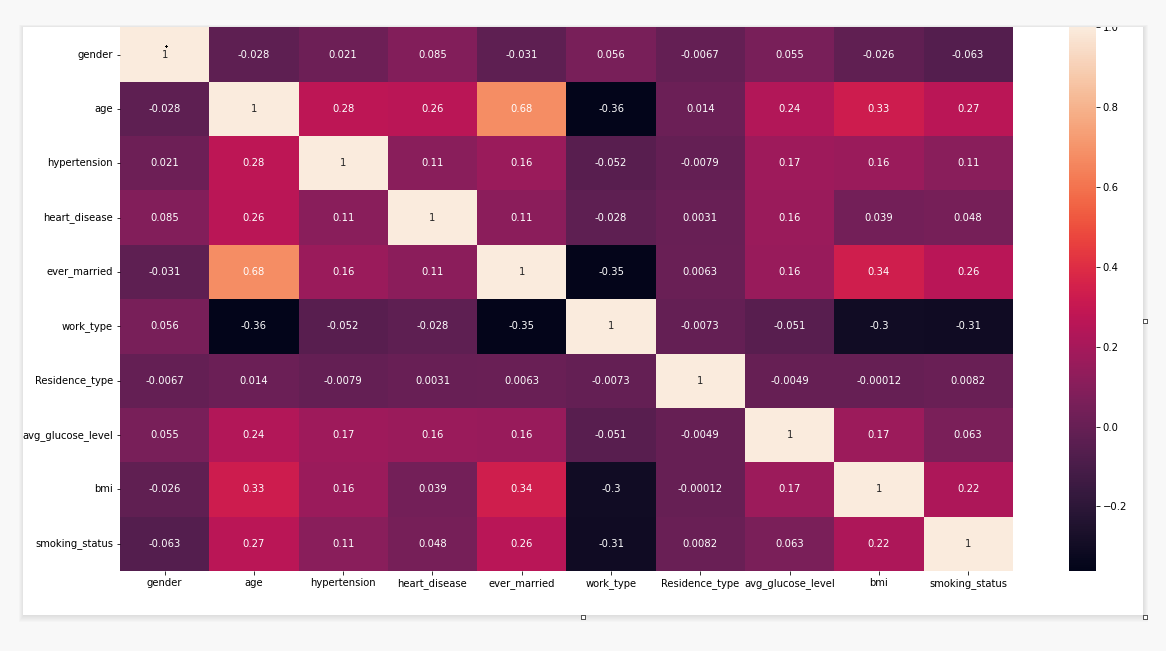 1.0
gender 1 -0.028 0.021 0.085 -0.031 0.056 -0.0067 0.055 -0.026 -0.063
age -0.028 1 0.28 0.26 0.68 -0.36 0.014 0.24 0.33 0.27 0.8
hypertension 0.021 0.28 1 0.11 0.16 -0.052 -0.0079 0.17 0.16 0.11
0.6
heart_disease 0.085 0.26 0.11 1 0.11 -0.028 0.0031 0.16 0.039 0.048
ever_married -0.031 0.68 0.16 0.11 1 -0.35 0.0063 0.16 0.34 0.26 0.4
work_type 0.056 -0.36 -0.052 -0.028 -0.35 1 -0.0073 -0.051 -0.3 -0.31
0.2
Residence_type -0.0067 0.014 -0.0079 0.0031 0.0063 -0.0073 1 -0.0049 -0.00012 0.0082
avg_glucose_level 0.055 0.24 0.17 0.16 0.16 -0.051 -0.0049 1 0.17 0.063 0.0
bmi -0.026 0.33 0.16 0.039 0.34 -0.3 -0.00012 0.17 1 0.22
−0.2
smoking_status -0.063 0.27 0.11 0.048 0.26 -0.31 0.0082 0.063 0.22 1
gender age hypertension heart_disease ever_married work_type Residence_type avg_glucose_level bmi smoking_status